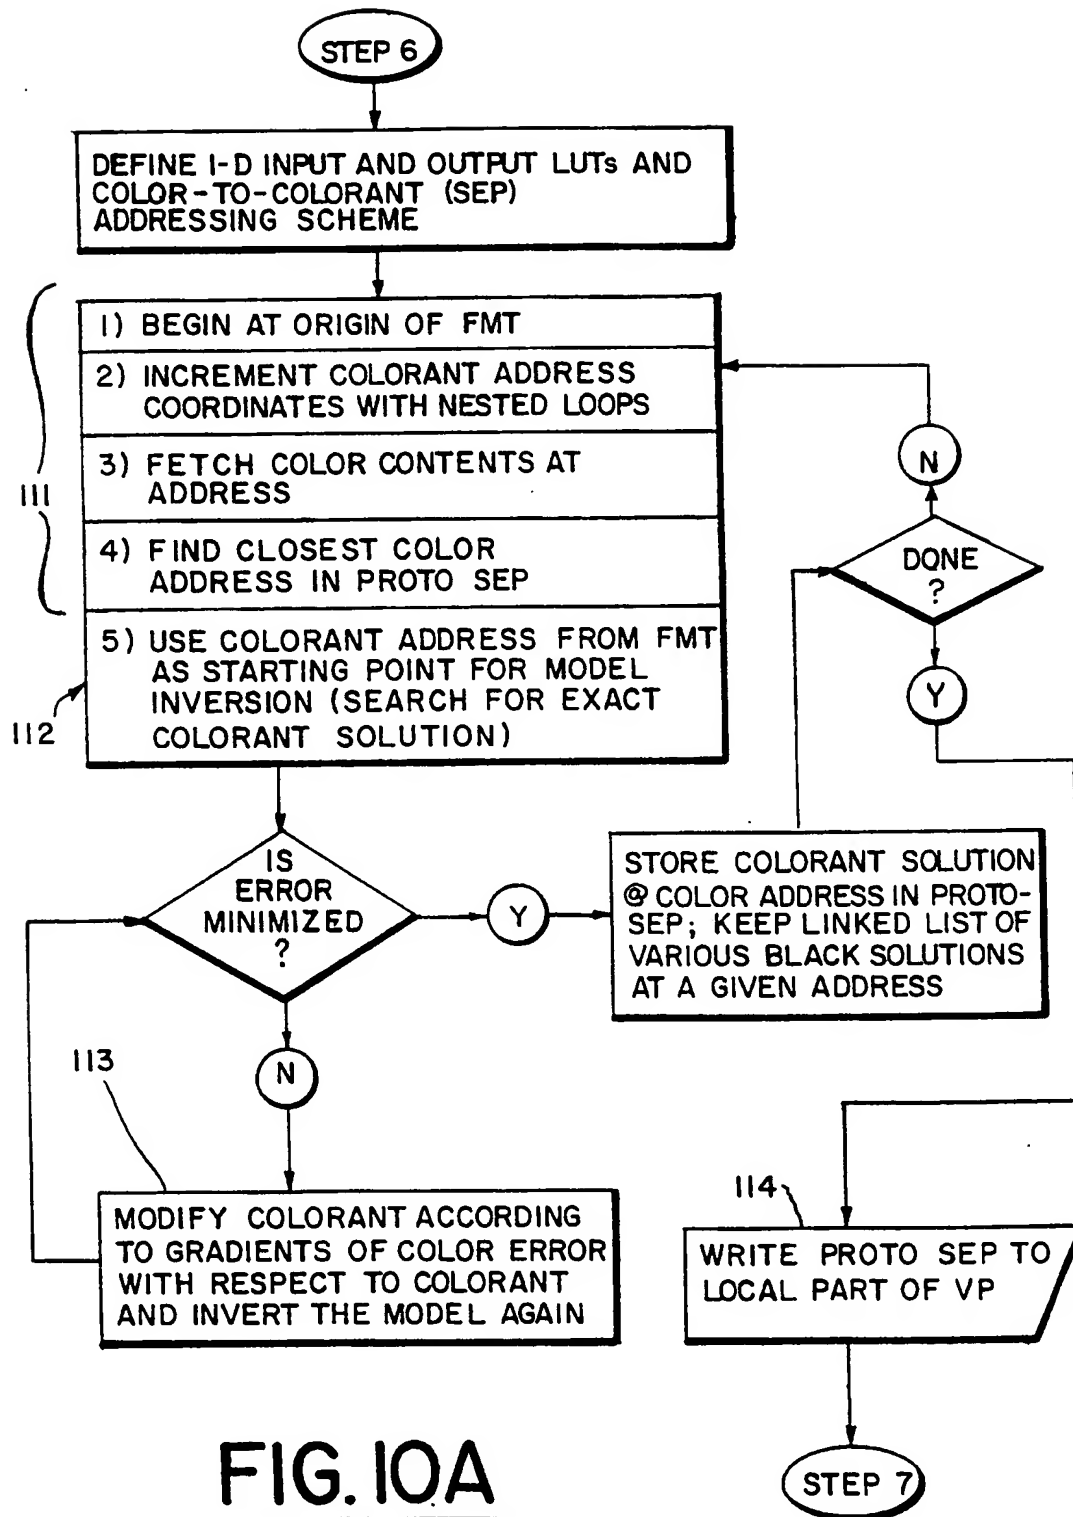 STEP 6
DEFINE I-D INPUT AND OUTPUT LUTs AND
COLOR-TO-COLORANT (SEP)
ADDRESSING SCHEME
1) BEGIN AT ORIGIN OF FMT
2) INCREMENT COLORANT ADDRESS
COORDINATES WITH NESTED LOOPS
3) FETCH COLOR CONTENTS AT
ADDRESS
4) FIND CLOSEST COLOR
ADDRESS IN PROTO SEP
5) USE COLORANT ADDRESS FROM FMT
AS STARTING POINT FOR MODEL
INVERSION (SEARCH FOR EXACT
COLORANT SOLUTION)
111
112
N
DONE
?
Y
IS
ERROR
MINIMIZED
?
Y
STORE COLORANT SOLUTION
@ COLOR ADDRESS IN PROTO-
SEP; KEEP LINKED LIST OF
VARIOUS BLACK SOLUTIONS
AT A GIVEN ADDRESS
N
113
MODIFY COLORANT ACCORDING
TO GRADIENTS OF COLOR ERROR
WITH RESPECT TO COLORANT
AND INVERT THE MODEL AGAIN
114
WRITE PROTO SEP TO
LOCAL PART OF VP
STEP 7
FIG. 10A